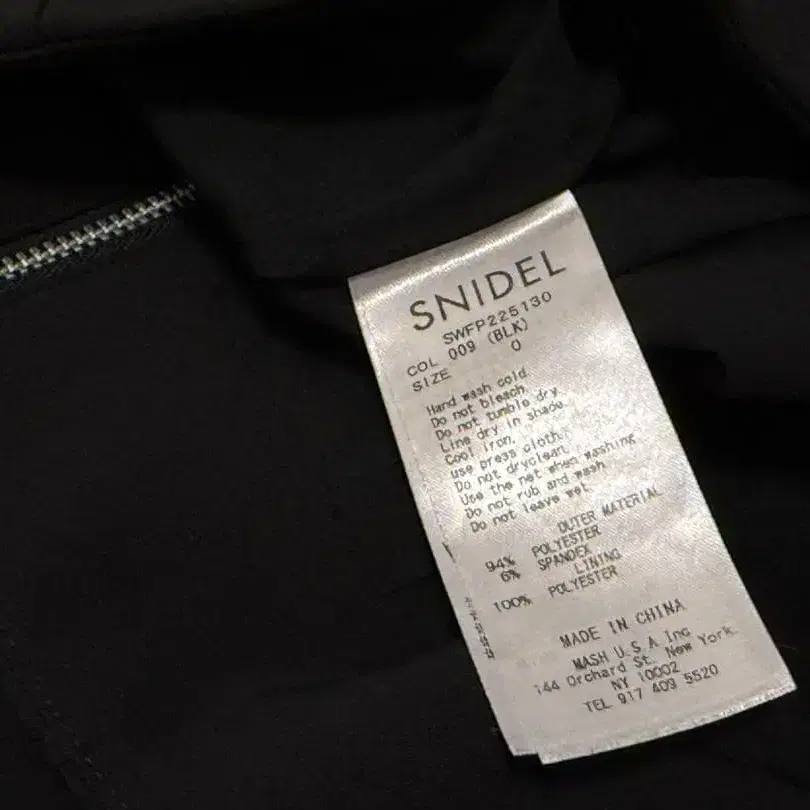 SNIDEL
SWFP225130
COL 009 (BLK)
SIZE 0
Hand wash cold.
Do not bleach.
Do not tumble dry.
Line dry in shade.
Cool iron,
use press cloth.
Do not dryclean.
Use the net when washing
Do not rub and wash
Do not leave wet.
OUTER MATERIAL
94% POLYESTER
6% SPANDEX
LINING
100% POLYESTER
MADE IN CHINA
MASH U S A Inc
144 Orchard St. New York
NY 10002
TEL 917 409 5520